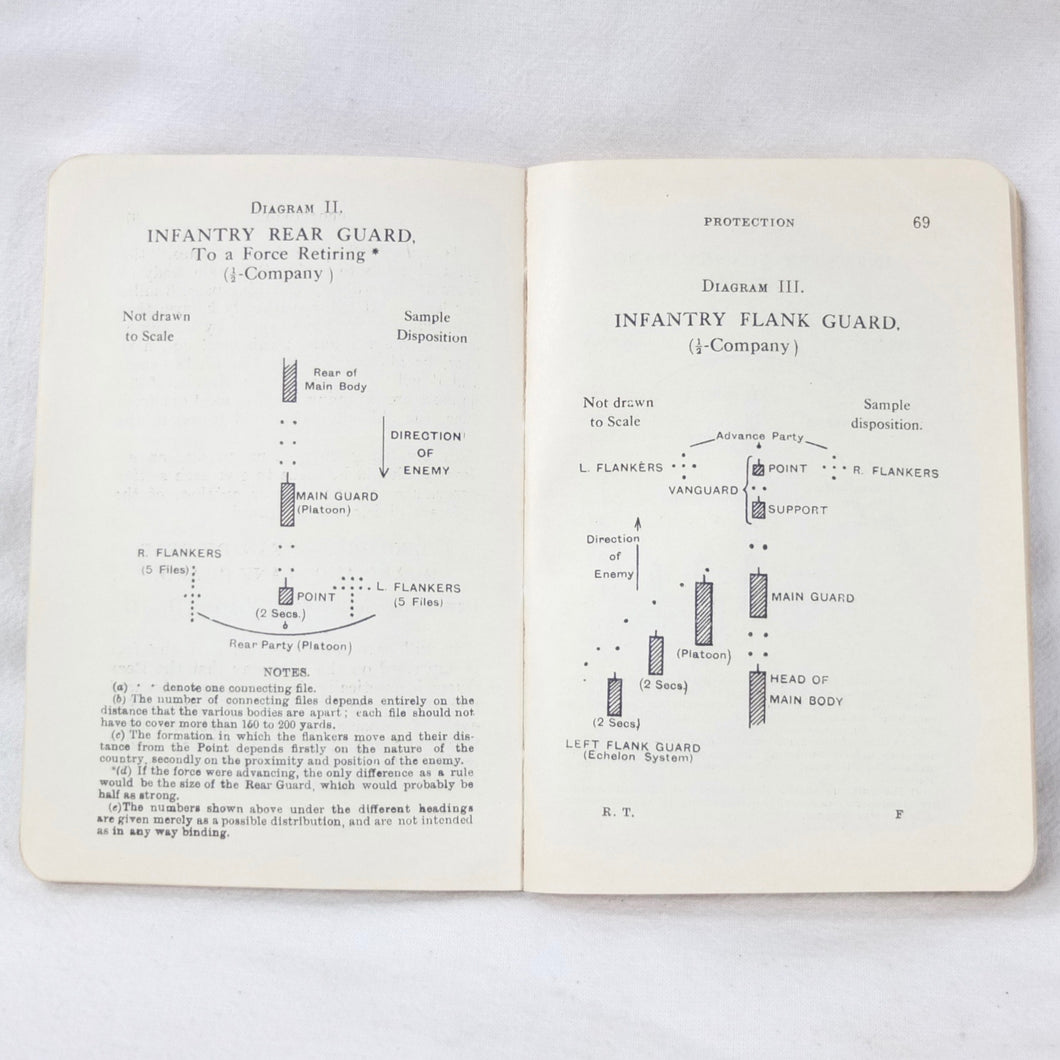 DIAGRAM II.
INFANTRY REAR GUARD,
To a Force Retiring *
(½-Company)
Not drawn
to Scale
Sample
Disposition
Rear of
Main Body
DIRECTION
OF
ENEMY
MAIN GUARD
(Platoon)
R. FLANKERS
(5 Files)
POINT
(2 Secs.)
L. FLANKERS
(5 Files)
Rear Party (Platoon)
NOTES.
(a) · · denote one connecting file.
(b) The number of connecting files depends entirely on the
distance that the various bodies are apart; each file should not
have to cover more than 160 to 200 yards.
(c) The formation in which the flankers move and their dis-
tance from the Point depends firstly on the nature of the
country, secondly on the proximity and position of the enemy.
*(d) If the force were advancing, the only difference as a rule
would be the size of the Rear Guard, which would probably be
half as strong.
(e) The numbers shown above under the different headings
are given merely as a possible distribution, and are not intended
as in any way binding.
PROTECTION 69
DIAGRAM III.
INFANTRY FLANK GUARD,
(½-Company)
Not drawn
to Scale
Sample
disposition.
Advance Party
L. FLANKERS
POINT
R. FLANKERS
VANGUARD
SUPPORT
Direction
of
Enemy
MAIN GUARD
(Platoon)
(2 Secs)
(2 Secs)
HEAD OF
MAIN BODY
LEFT FLANK GUARD
(Echelon System)
R. T. F